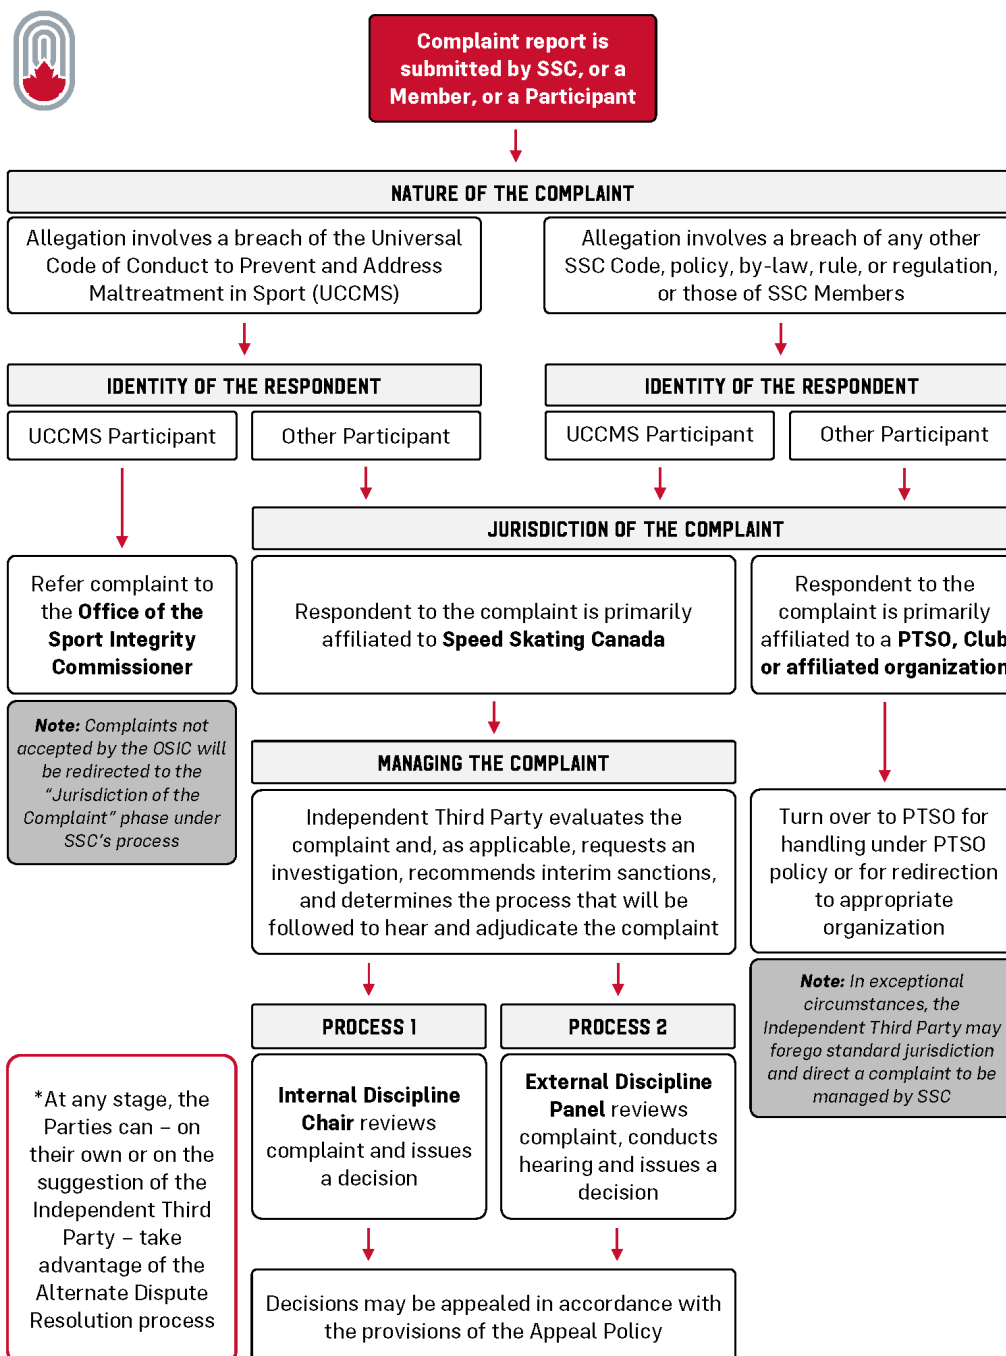 Complaint report is
submitted by SSC, or a
Member, or a Participant
NATURE OF THE COMPLAINT
Allegation involves a breach of the Universal
Code of Conduct to Prevent and Address
Maltreatment in Sport (UCCMS)
Allegation involves a breach of any other
SSC Code, policy, by-law, rule, or regulation,
or those of SSC Members
IDENTITY OF THE RESPONDENT
UCCMS Participant
Other Participant
IDENTITY OF THE RESPONDENT
UCCMS Participant
Other Participant
JURISDICTION OF THE COMPLAINT
Refer complaint to
the Office of the
Sport Integrity
Commissioner
Respondent to the complaint is primarily
affiliated to Speed Skating Canada
Respondent to the
complaint is primarily
affiliated to a PTSO, Club
or affiliated organization
Note: Complaints not
accepted by the OSIC will
be redirected to the
“Jurisdiction of the
Complaint” phase under
SSC’s process
MANAGING THE COMPLAINT
Independent Third Party evaluates the
complaint and, as applicable, requests an
investigation, recommends interim sanctions,
and determines the process that will be
followed to hear and adjudicate the complaint
Turn over to PTSO for
handling under PTSO
policy or for redirection
to appropriate
organization
Note: In exceptional
circumstances, the
Independent Third Party may
forego standard jurisdiction
and direct a complaint to be
managed by SSC
PROCESS 1
Internal Discipline
Chair reviews
complaint and issues
a decision
PROCESS 2
External Discipline
Panel reviews
complaint, conducts
hearing and issues a
decision
*At any stage, the
Parties can – on
their own or on the
suggestion of the
Independent Third
Party – take
advantage of the
Alternate Dispute
Resolution process
Decisions may be appealed in accordance with
the provisions of the Appeal Policy